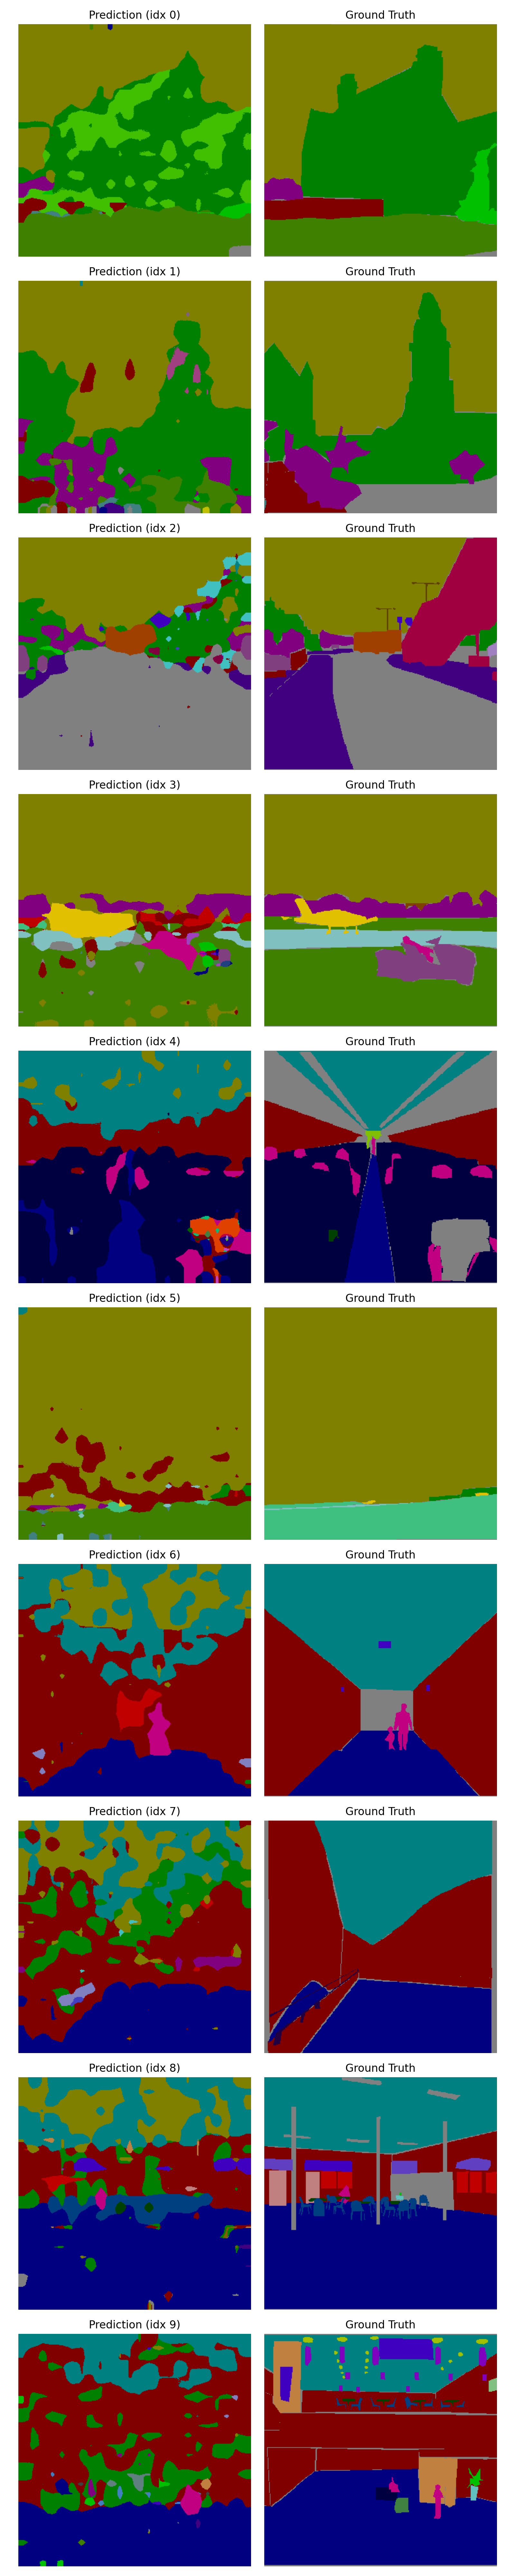 Prediction (idx 0) Ground Truth
Prediction (idx 1) Ground Truth
Prediction (idx 2) Ground Truth
Prediction (idx 3) Ground Truth
Prediction (idx 4) Ground Truth
Prediction (idx 5) Ground Truth
Prediction (idx 6) Ground Truth
Prediction (idx 7) Ground Truth
Prediction (idx 8) Ground Truth
Prediction (idx 9) Ground Truth